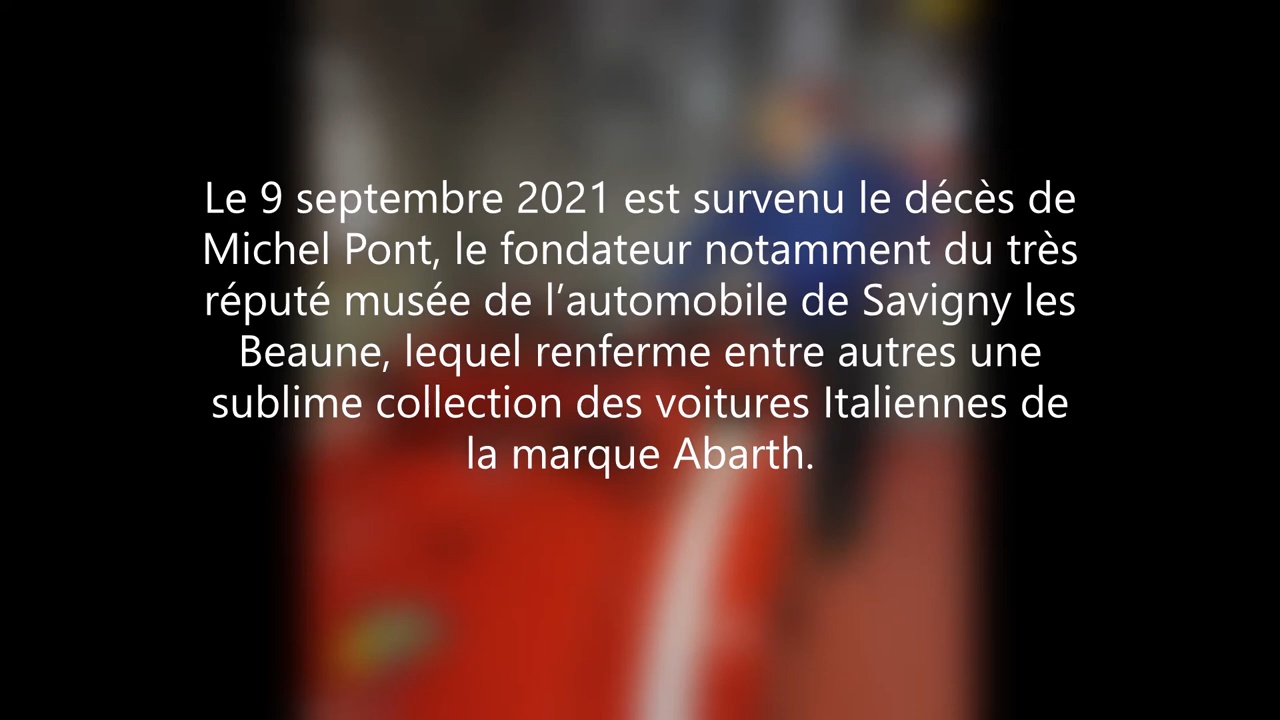 Le 9 septembre 2021 est survenu le décès de
Michel Pont, le fondateur notamment du très
réputé musée de l’automobile de Savigny les
Beaune, lequel renferme entre autres une
sublime collection des voitures Italiennes de
la marque Abarth.